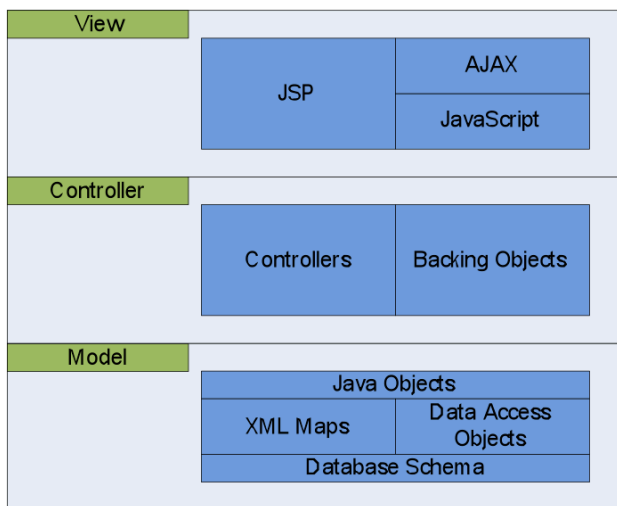 View
JSP
AJAX
JavaScript
Controller
Controllers
Backing Objects
Model
Java Objects
XML Maps
Data Access
Objects
Database Schema